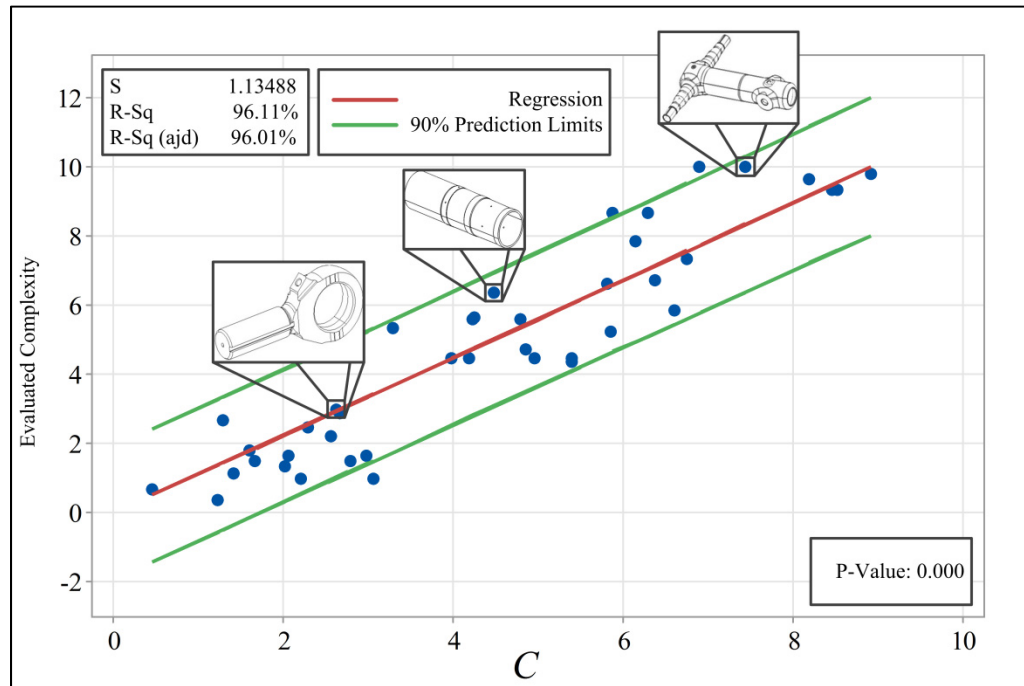 S 1.13488
R-Sq 96.11%
R-Sq (ajd) 96.01%
Regression
90% Prediction Limits
12
10
8
6
4
2
0
-2
Evaluated Complexity
P-Value: 0.000
0 2 4 6 8 10
C